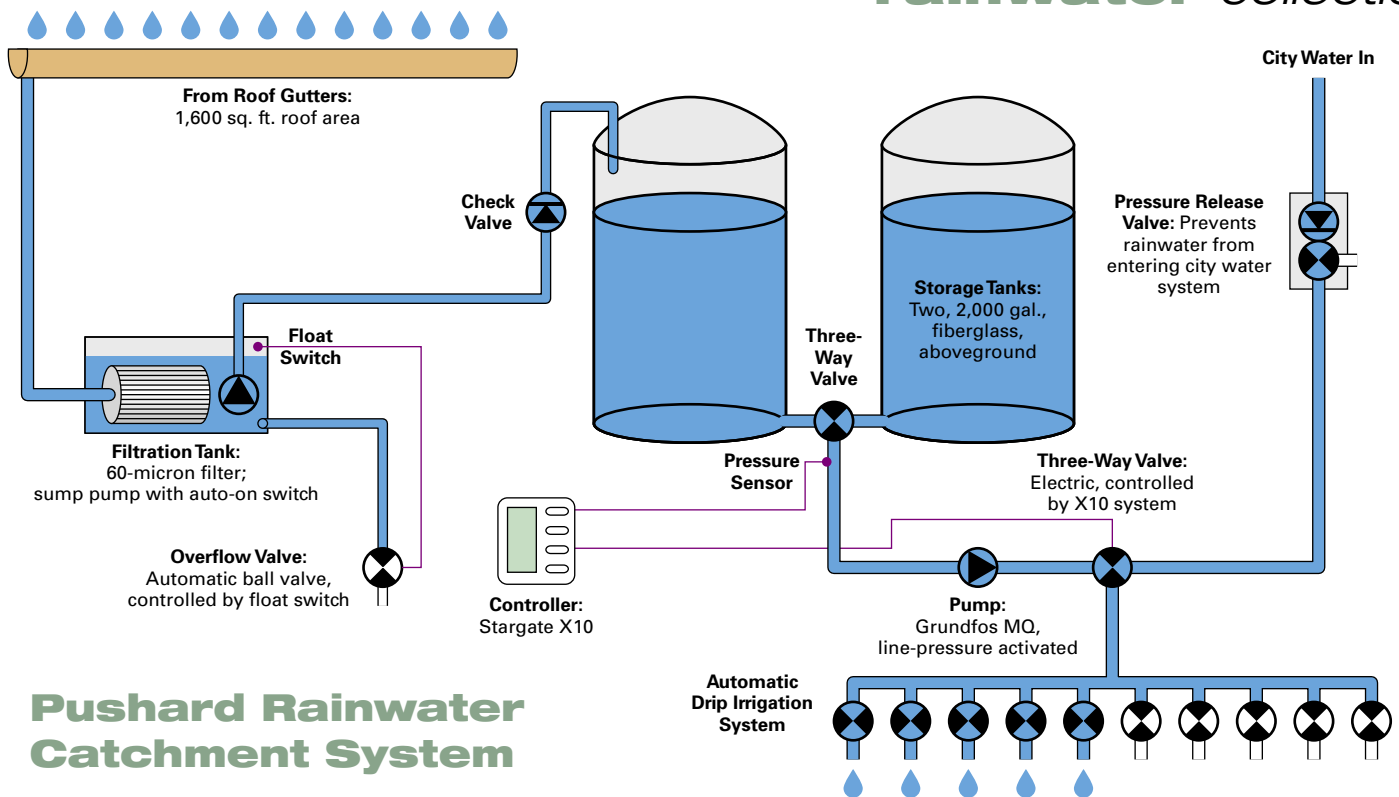 rainwater
City Water In
From Roof Gutters:
1,600 sq. ft. roof area
Check
Valve
Pressure Release
Valve: Prevents
rainwater from
entering city water
system
Storage Tanks:
Two, 2,000 gal.,
fiberglass,
aboveground
Float
Switch
Three-
Way
Valve
Filtration Tank:
60-micron filter;
sump pump with auto-on switch
Pressure
Sensor
Three-Way Valve:
Electric, controlled
by X10 system
Overflow Valve:
Automatic ball valve,
controlled by float switch
Controller:
Stargate X10
Pump:
Grundfos MQ,
line-pressure activated
Automatic
Drip Irrigation
System
Pushard Rainwater
Catchment System